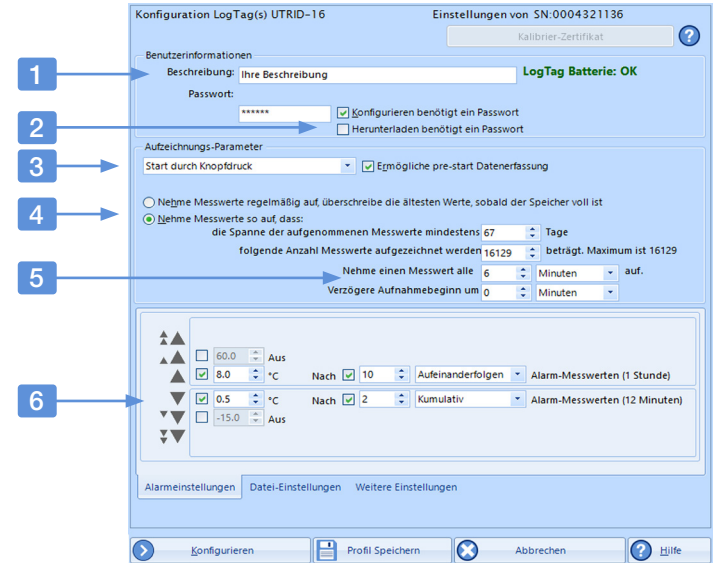 Konfiguration LogTag(s) UTRID-16
Einstellungen von SN:0004321136
Kalibrier-Zertifikat
?
Benutzerinformationen
1
Beschreibung: Ihre Beschreibung
LogTag Batterie: OK
Passwort:
****** Konfigurieren benötigt ein Passwort
2
Herunterladen benötigt ein Passwort
Aufzeichnungs-Parameter
3
Start durch Knopfdruck
Ermögliche pre-start Datenerfassung
Nehme Messwerte regelmäßig auf, überschreibe die ältesten Werte, sobald der Speicher voll ist
4
Nehme Messwerte so auf, dass:
die Spanne der aufgenommenen Messwerte mindestens 67 Tage
folgende Anzahl Messwerte aufgezeichnet werden 16129 beträgt. Maximum ist 16129
5
Nehme einen Messwert alle 6 Minuten auf.
Verzögere Aufnahmebeginn um 0 Minuten
60.0 Aus
8.0 °C Nach 10 Aufeinanderfolgen Alarm-Messwerten (1 Stunde)
6
0.5 °C Nach 2 Kumulativ Alarm-Messwerten (12 Minuten)
-15.0 Aus
Alarmeinstellungen Datei-Einstellungen Weitere Einstellungen
Konfigurieren Profil Speichern Abbrechen ? Hilfe